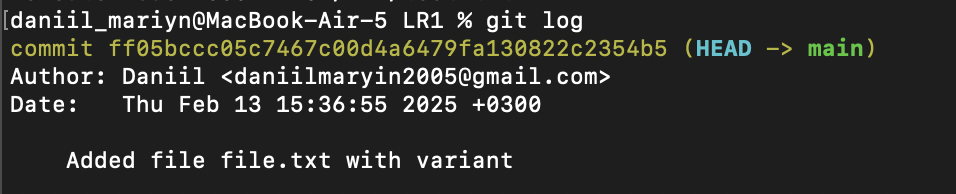 [daniil_mariyn@MacBook-Air-5 LR1 % git log
commit ff05bccc05c7467c00d4a6479fa130822c2354b5 (HEAD -> main)
Author: Daniil <daniilmaryin2005@gmail.com>
Date:   Thu Feb 13 15:36:55 2025 +0300
    Added file file.txt with variant